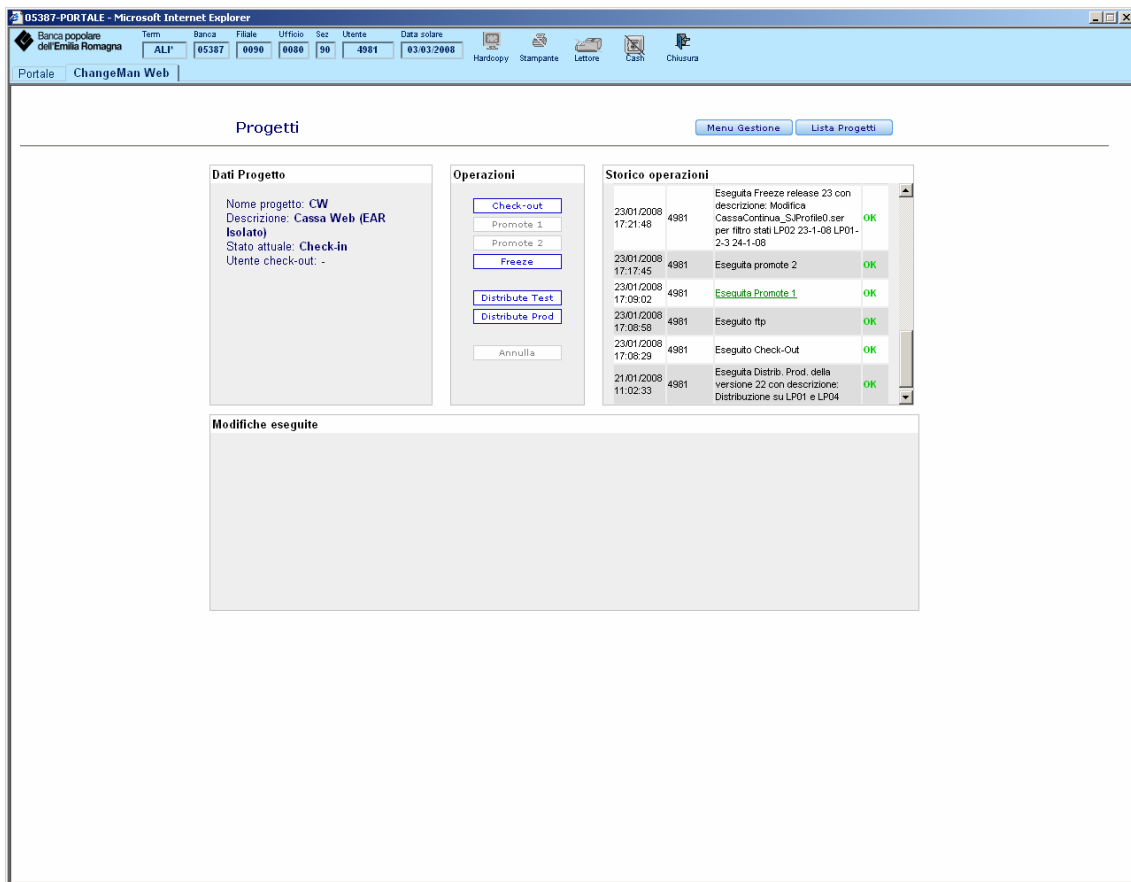 05387-PORTALE - Microsoft Internet Explorer
Banca popolare
dell'Emilia Romagna
Term Banca Filiale Ufficio Sez Utente Data solare
ALI* 05387 0090 0080 90 4981 03/03/2008
Hardcopy Stampante Lettore Cash Chiusura
Portale ChangeMan Web
Progetti
Menu Gestione Lista Progetti
Dati Progetto
Nome progetto: CW
Descrizione: Cassa Web (EAR
Isolato)
Stato attuale: Check-in
Utente check-out: -
Operazioni
Check-out
Promote 1
Promote 2
Freeze
Distribute Test
Distribute Prod
Annulla
Storico operazioni
23/01/2008
17:21:48
4981
Eseguita Freeze release 23 con
descrizione: Modifica
CassaContinua_SJProfile0.ser
per filtro stati LP02 23-1-08 LP01-
2-3 24-1-08
OK
23/01/2008
17:17:45
4981
Eseguita promote 2
OK
23/01/2008
17:09:02
4981
Eseguita Promote 1
OK
23/01/2008
17:08:58
4981
Eseguito ftp
OK
23/01/2008
17:08:29
4981
Eseguito Check-Out
OK
21/01/2008
11:02:33
4981
Eseguita Distrib. Prod. della
versione 22 con descrizione:
Distribuzione su LP01 e LP04
OK
Modifiche eseguite